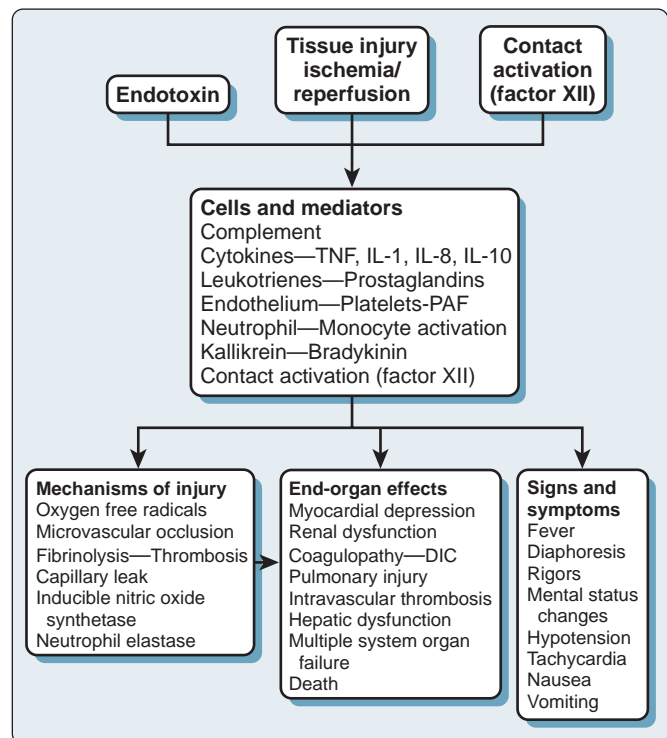 Endotoxin
Tissue injury
ischemia/
reperfusion
Contact
activation
(factor XII)
Cells and mediators
Complement
Cytokines—TNF, IL-1, IL-8, IL-10
Leukotrienes—Prostaglandins
Endothelium—Platelets-PAF
Neutrophil—Monocyte activation
Kallikrein—Bradykinin
Contact activation (factor XII)
Mechanisms of injury
Oxygen free radicals
Microvascular occlusion
Fibrinolysis—Thrombosis
Capillary leak
Inducible nitric oxide
synthetase
Neutrophil elastase
End-organ effects
Myocardial depression
Renal dysfunction
Coagulopathy—DIC
Pulmonary injury
Intravascular thrombosis
Hepatic dysfunction
Multiple system organ
failure
Death
Signs and
symptoms
Fever
Diaphoresis
Rigors
Mental status
changes
Hypotension
Tachycardia
Nausea
Vomiting